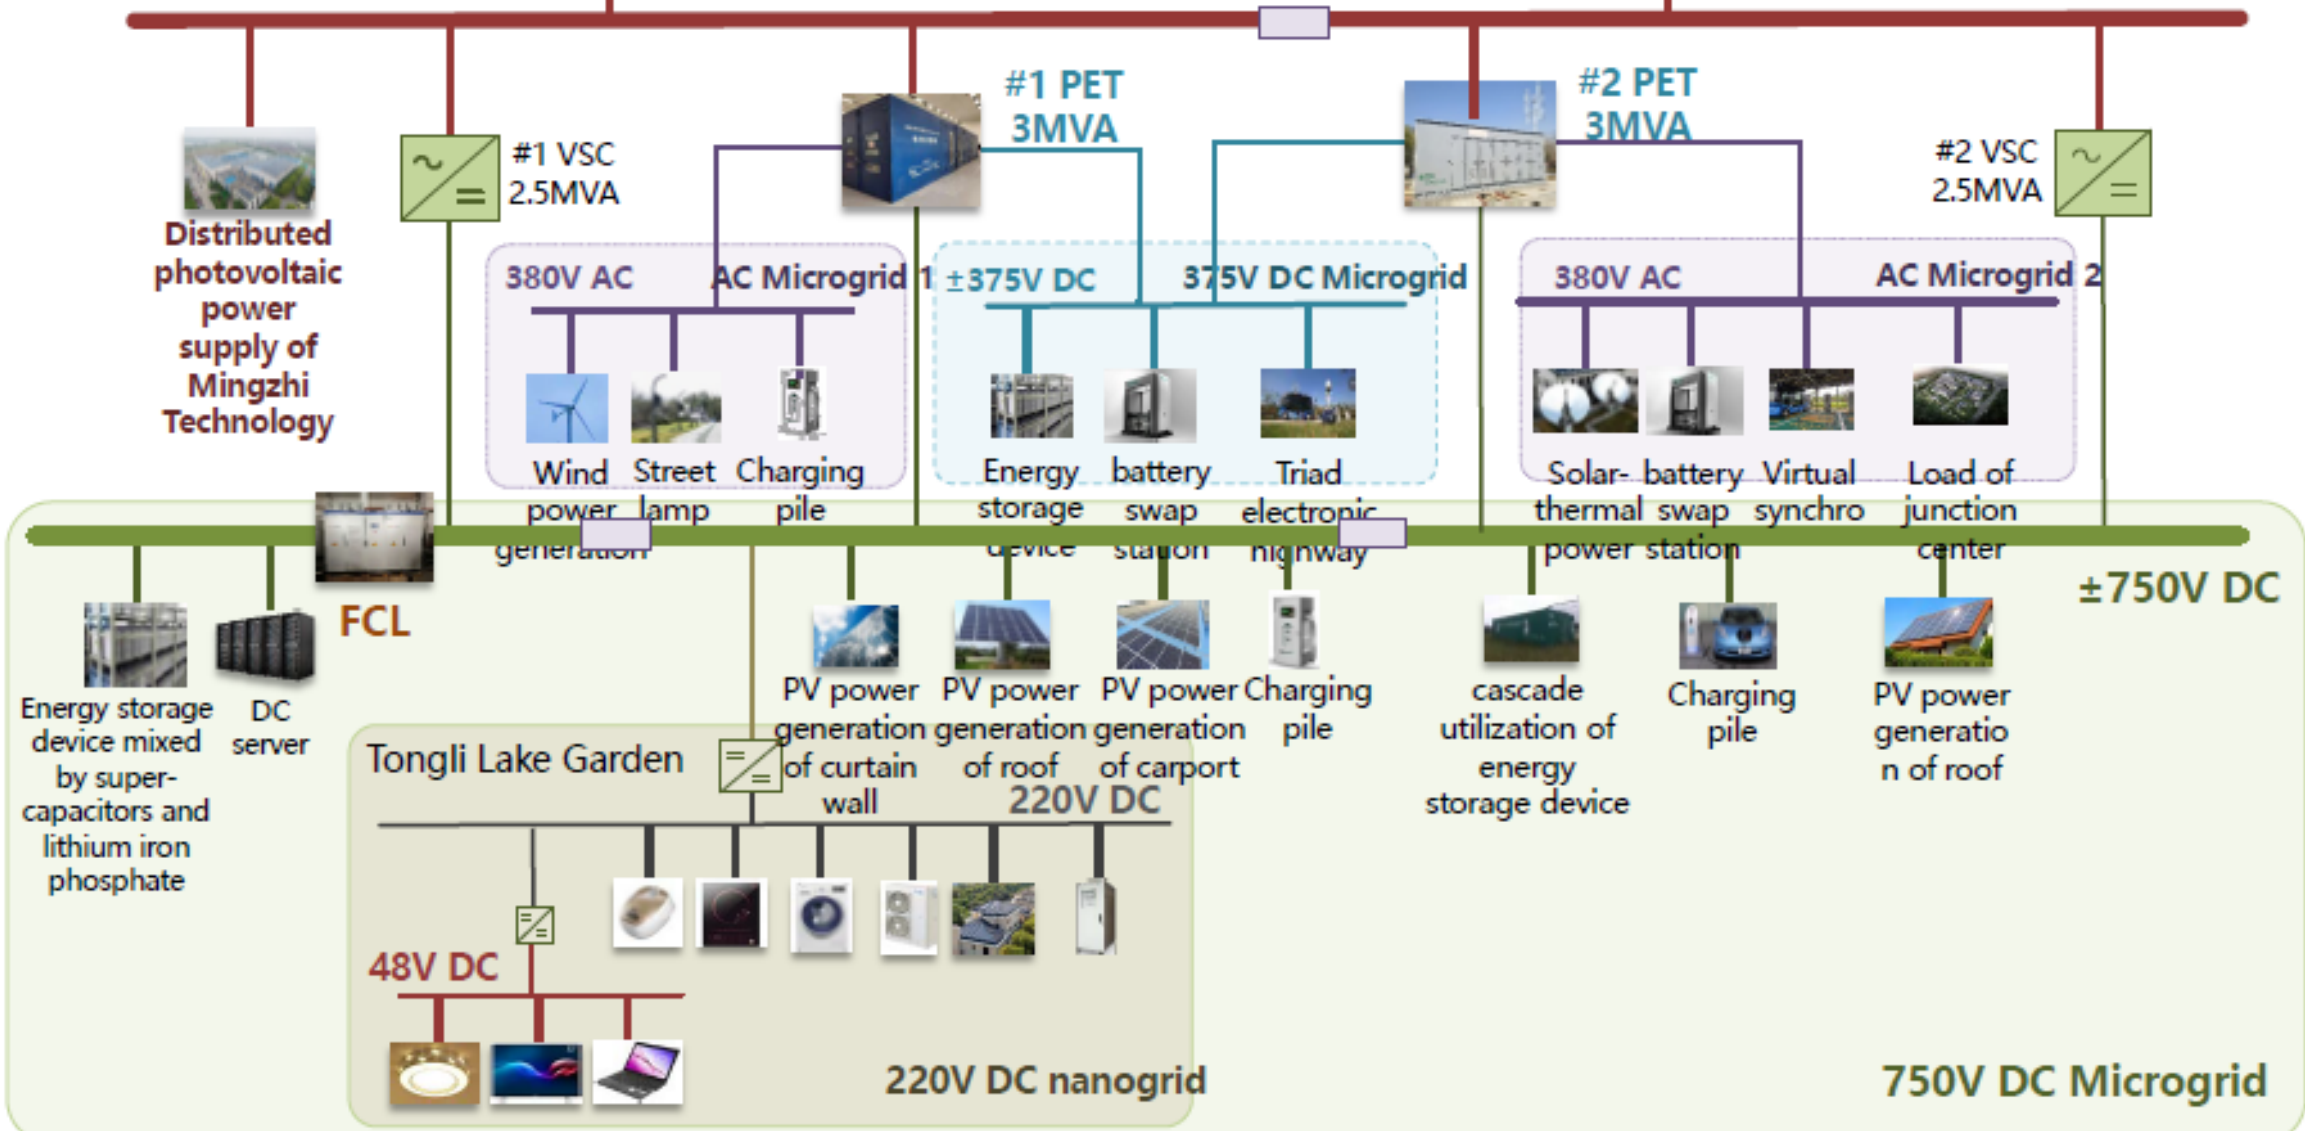 #1 PET
3MVA
#2 PET
3MVA
#1 VSC
2.5MVA
#2 VSC
2.5MVA
Distributed
photovoltaic
power
supply of
Mingzhi
Technology
380V AC
AC Microgrid 1
±375V DC
375V DC Microgrid
380V AC
AC Microgrid 2
Wind
power
generation
Street
lamp
Charging
pile
Energy
storage
device
battery
swap
station
Triad
electronic
highway
Solar-
thermal
power
battery
swap
station
Virtual
synchro
Load of
junction
center
FCL
±750V DC
Energy storage
device mixed
by super-
capacitors and
lithium iron
phosphate
DC
server
PV power
generation
of curtain
wall
PV power
generation
of roof
PV power
generation
of carport
Charging
pile
cascade
utilization of
energy
storage device
Charging
pile
PV power
generatio
n of roof
Tongli Lake Garden
220V DC
48V DC
220V DC nanogrid
750V DC Microgrid